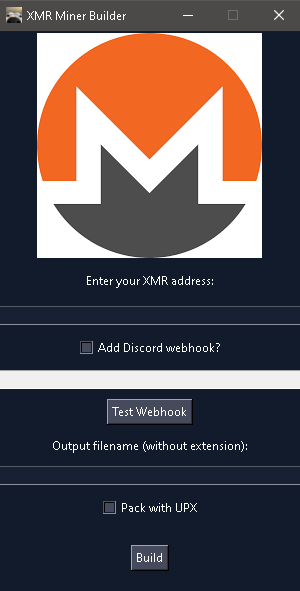 XMR Miner Builder
Enter your XMR address:
Add Discord webhook?
Test Webhook
Output filename (without extension):
Pack with UPX
Build